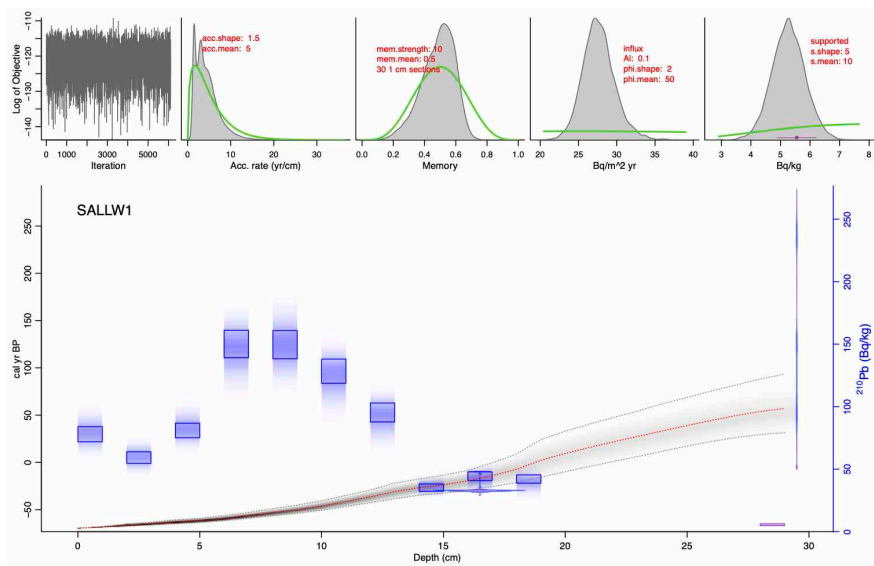 Log of Objective
−110
−120
−130
−140
0 1000 3000 5000
Iteration
acc.shape: 1.5
acc.mean: 5
0 10 20 30
Acc. rate (yr/cm)
mem.strength: 10
mem.mean: 0.5
30 1 cm sections
0.0 0.2 0.4 0.6 0.8 1.0
Memory
influx
Al: 0.1
phi.shape: 2
phi.mean: 50
20 25 30 35 40
Bq/m^2 yr
supported
s.shape: 5
s.mean: 10
3 4 5 6 7 8
Bq/kg
SALLW1
cal yr BP
250
200
150
100
50
0
−50
0 5 10 15 20 25 30
Depth (cm)
250
200
150
100
50
0
²¹⁰Pb (Bq/kg)